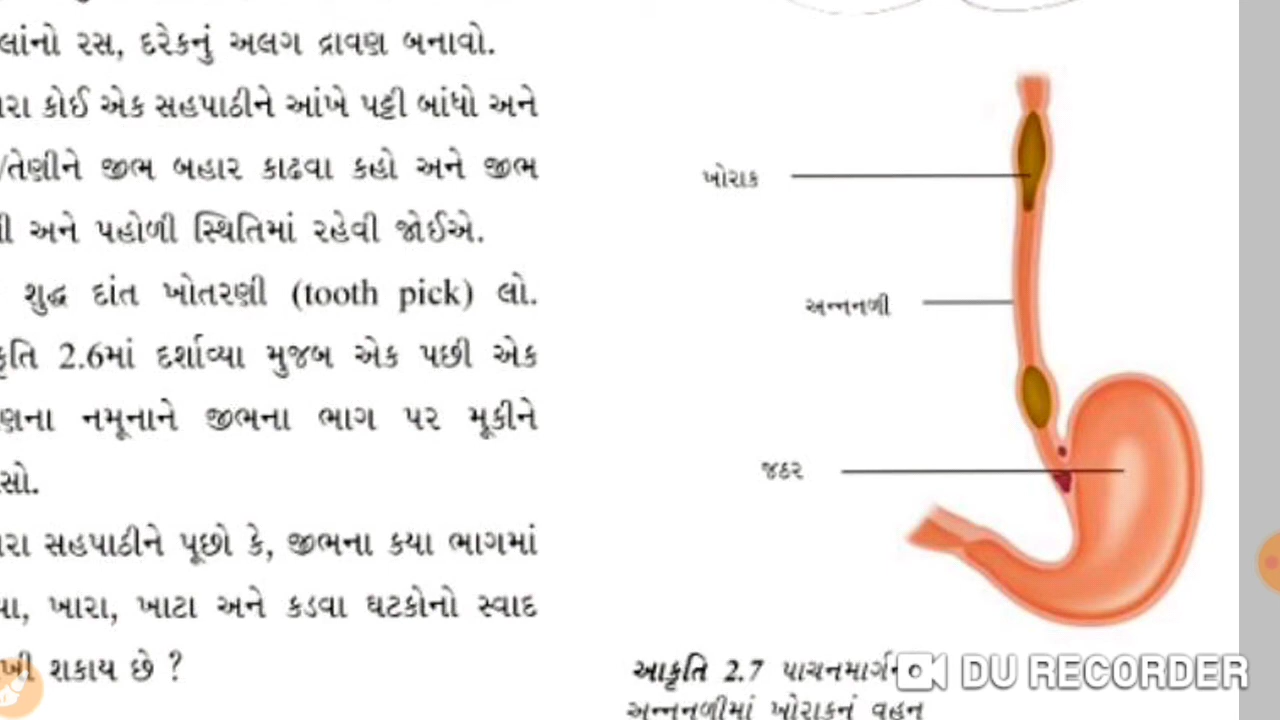 રસ, દરેકનું અલગ દ્રાવણ બનાવો.
કોઈ એક સહપાઠીને આંખે પટ્ટી બાંધો અને
/તેણીને જીભ બહાર કાઢવા કહો અને જીભ
અને પહોળી સ્થિતિમાં રહેવી જોઈએ.
શુદ્ધ દાંત ખોતરણી (tooth pick) લો.
2.6માં દર્શાવ્યા મુજબ એક પછી એક
નમૂનાને જીભના ભાગ પર મૂકીને
સહપાઠીને પૂછો કે, જીભના કયા ભાગમાં
ખારા, ખાટા અને કડવા ઘટકોનો સ્વાદ
શકાય છે ?
ખોરાક
અન્નનળી
જઠર
આકૃતિ 2.7 પાચનમાર્ગન
અન્નનળીમાં ખોરાકનું વહન
DU RECORDER